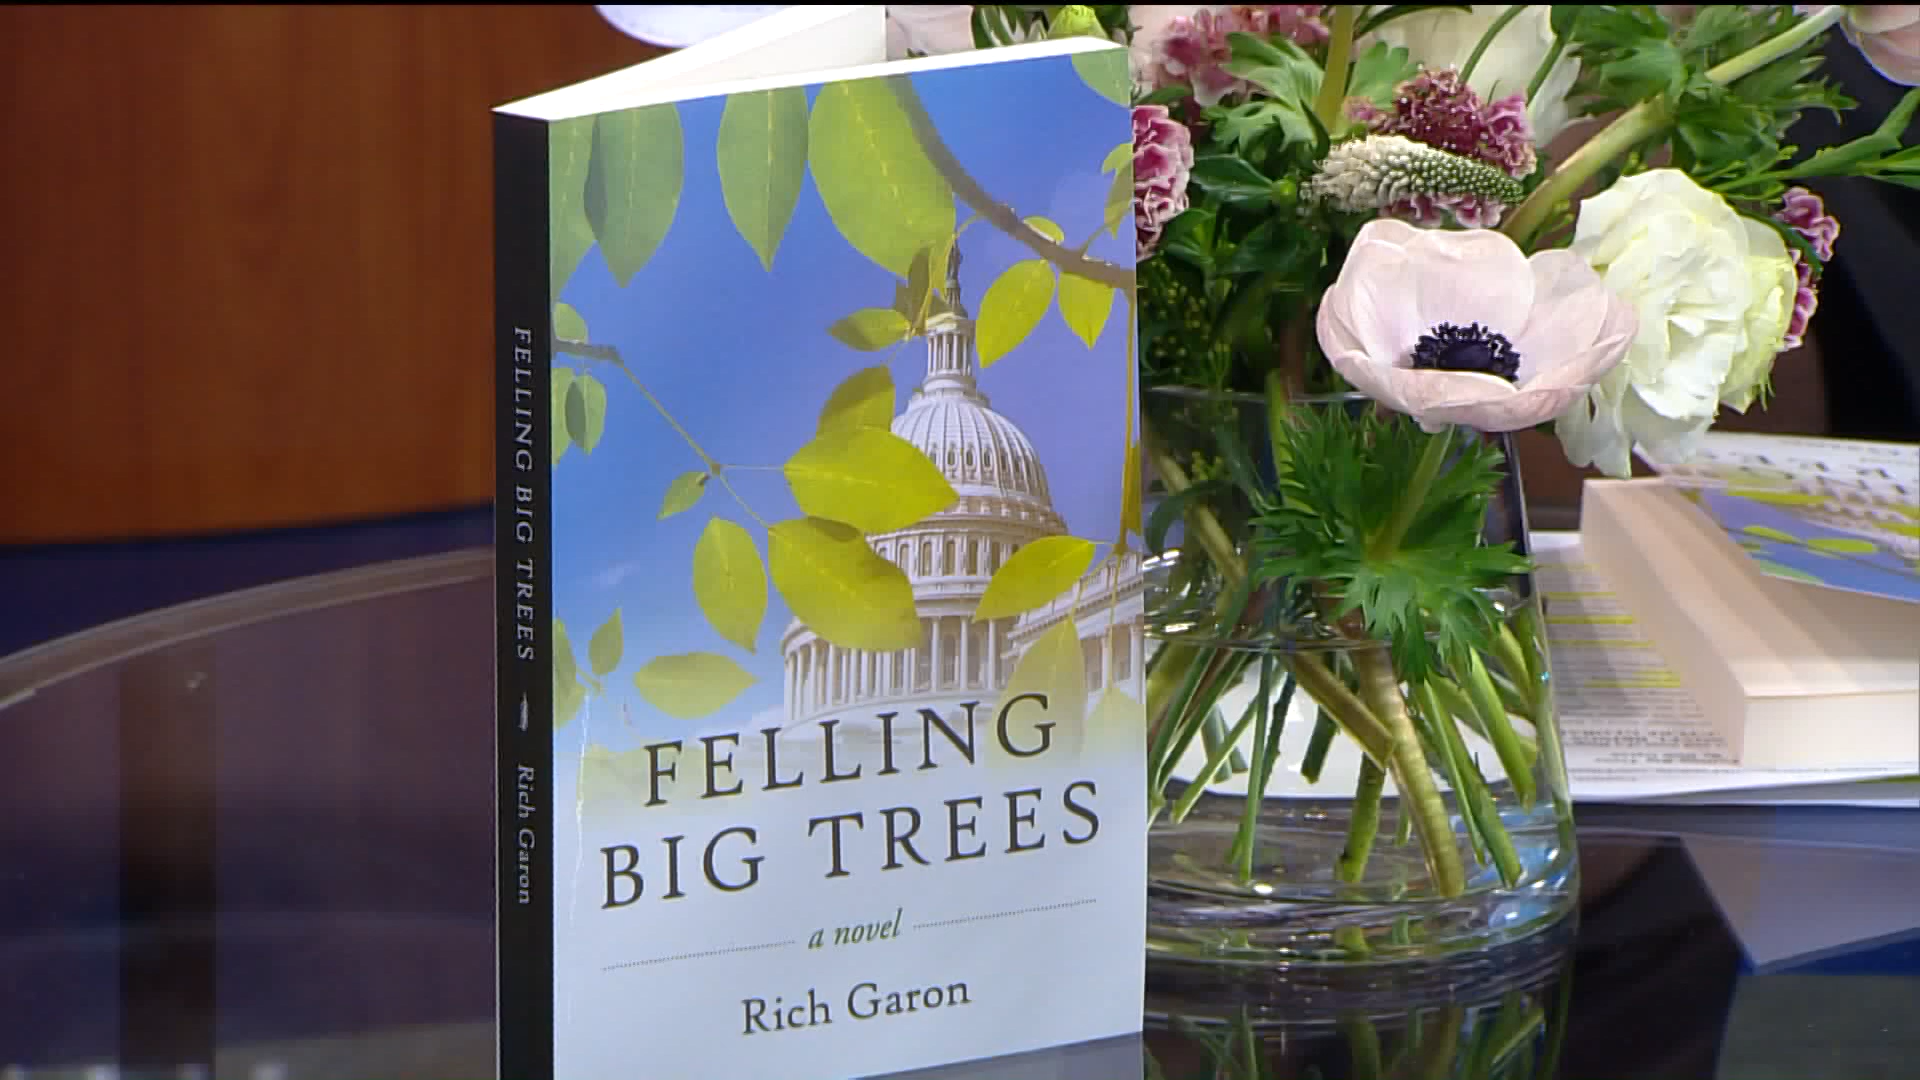 FELLING BIG TREES Rich Garon
FELLING
BIG TREES
a novel
Rich Garon